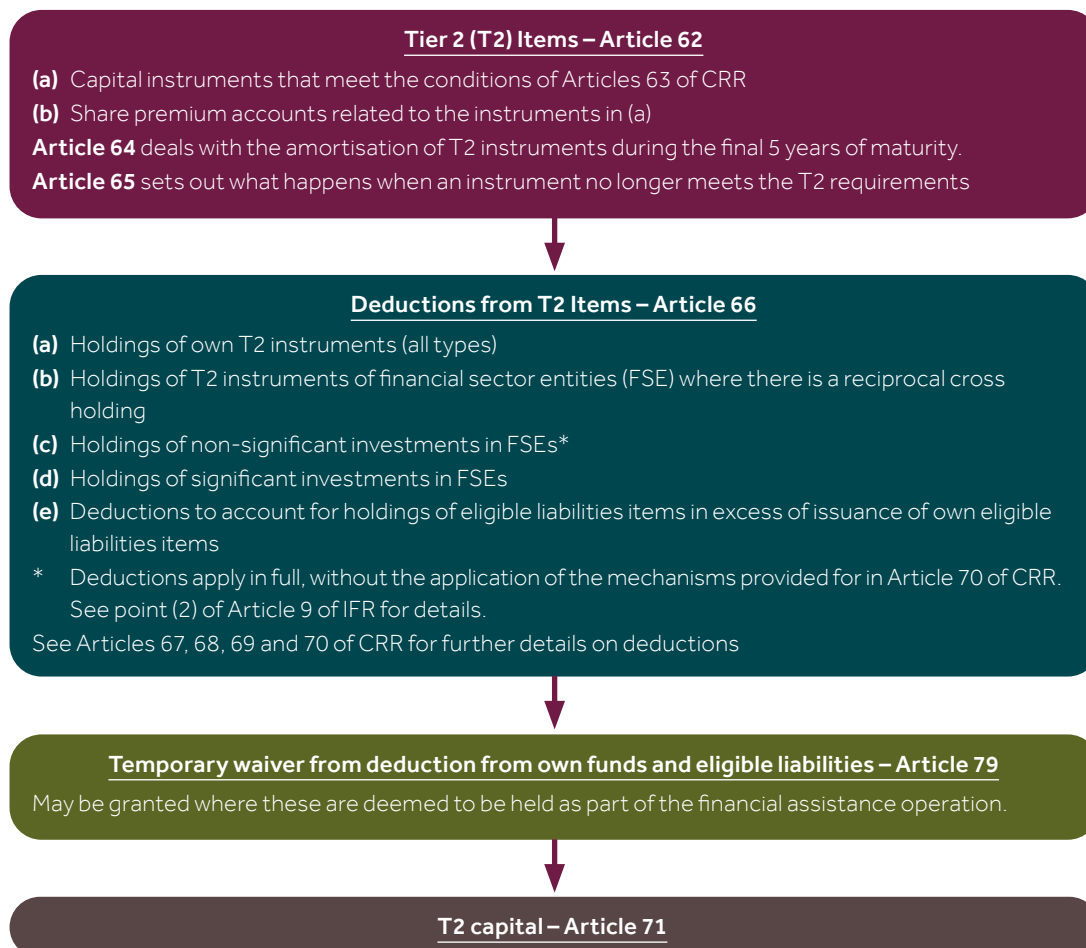 Tier 2 (T2) Items – Article 62
(a) Capital instruments that meet the conditions of Articles 63 of CRR
(b) Share premium accounts related to the instruments in (a)
Article 64 deals with the amortisation of T2 instruments during the final 5 years of maturity.
Article 65 sets out what happens when an instrument no longer meets the T2 requirements
Deductions from T2 Items – Article 66
(a) Holdings of own T2 instruments (all types)
(b) Holdings of T2 instruments of financial sector entities (FSE) where there is a reciprocal cross
holding
(c) Holdings of non-significant investments in FSEs*
(d) Holdings of significant investments in FSEs
(e) Deductions to account for holdings of eligible liabilities items in excess of issuance of own eligible
liabilities items
* Deductions apply in full, without the application of the mechanisms provided for in Article 70 of CRR.
See point (2) of Article 9 of IFR for details.
See Articles 67, 68, 69 and 70 of CRR for further details on deductions
Temporary waiver from deduction from own funds and eligible liabilities – Article 79
May be granted where these are deemed to be held as part of the financial assistance operation.
T2 capital – Article 71